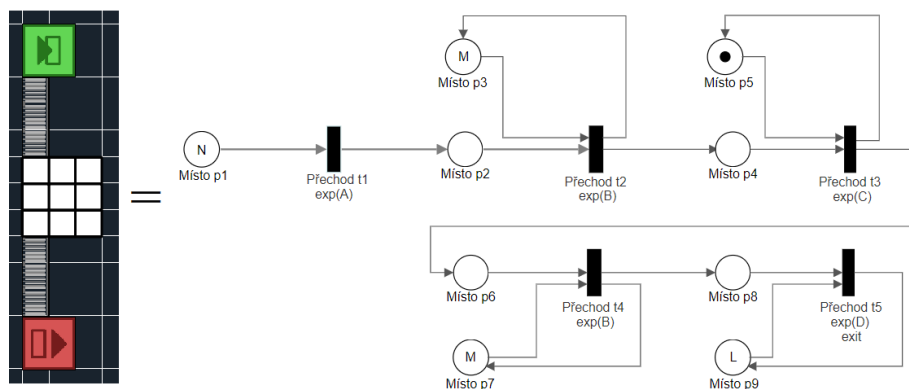 M
Místo p3
Místo p5
N
Místo p1
Přechod t1
exp(A)
Místo p2
Přechod t2
exp(B)
Místo p4
Přechod t3
exp(C)
=
Místo p6
Přechod t4
exp(B)
Místo p8
Přechod t5
exp(D)
exit
M
Místo p7
L
Místo p9